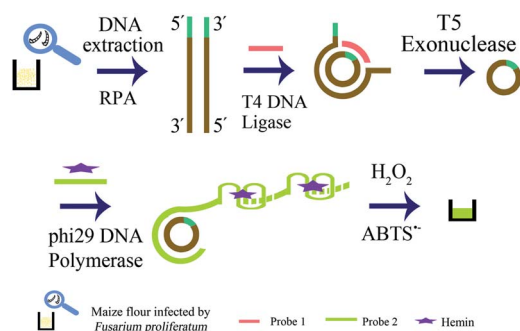 DNA
extraction
RPA
5´ 3´
3´ 5´
T4 DNA
Ligase
T5
Exonuclease
phi29 DNA
Polymerase
H₂O₂
ABTS•-
Maize flour infected by
Fusarium proliferatum
Probe 1
Probe 2
Hemin